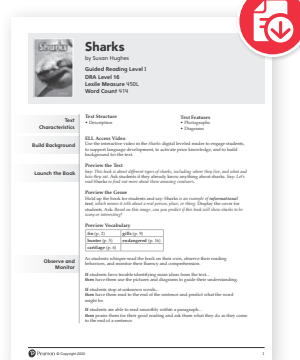 Sharks
Sharks
by Susan Hughes
Guided Reading Level I
DRA Level 16
Lexile Measure 450L
Word Count 414
Text Characteristics
Text Structure
• Description
Text Features
• Photographs
• Diagrams
Build Background
ELL Access Video
Use the interactive video in the Sharks digital leveled reader to engage students,
to support language development, to activate prior knowledge, and to build
background for the text.
Launch the Book
Preview the Text
Say: This book is about different types of sharks, including where they live, and what and
how they eat. Ask students if they already know anything about sharks. Say: Let's
read Sharks to find out more about these amazing creatures.
Preview the Genre
Hold up the book for students and say: Sharks is an example of informational
text, which means it tells about a real person, place, or thing. Display the cover for
students. Ask: Based on this image, can you predict if this book will show sharks to be
scary or interesting?
Preview Vocabulary
fin (p. 2) gills (p. 9)
hunter (p. 3) endangered (p. 16)
cartilage (p. 6)
Observe and Monitor
As students whisper-read the book on their own, observe their reading
behaviors, and monitor their fluency and comprehension.
If students have trouble identifying main ideas from the text...
then have them use the pictures and diagrams to guide their understanding.
If students stop at unknown words...
then have them read to the end of the sentence and predict what the word
might be.
If students are able to read smoothly within a paragraph...
then praise them for their good reading and ask them what they do as they come
to the end of a sentence.
Pearson © Copyright 2020
1